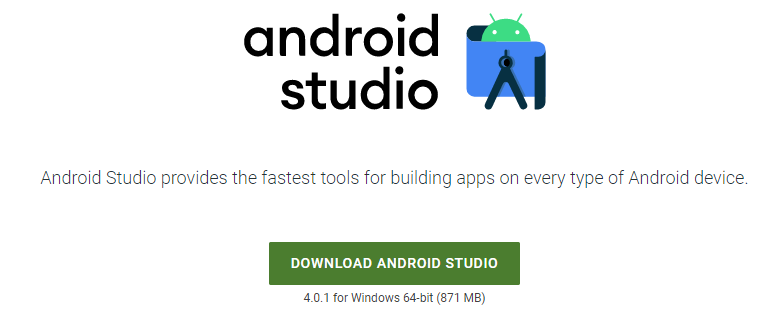 android
studio
Android Studio provides the fastest tools for building apps on every type of Android device.
DOWNLOAD ANDROID STUDIO
4.0.1 for Windows 64-bit (871 MB)